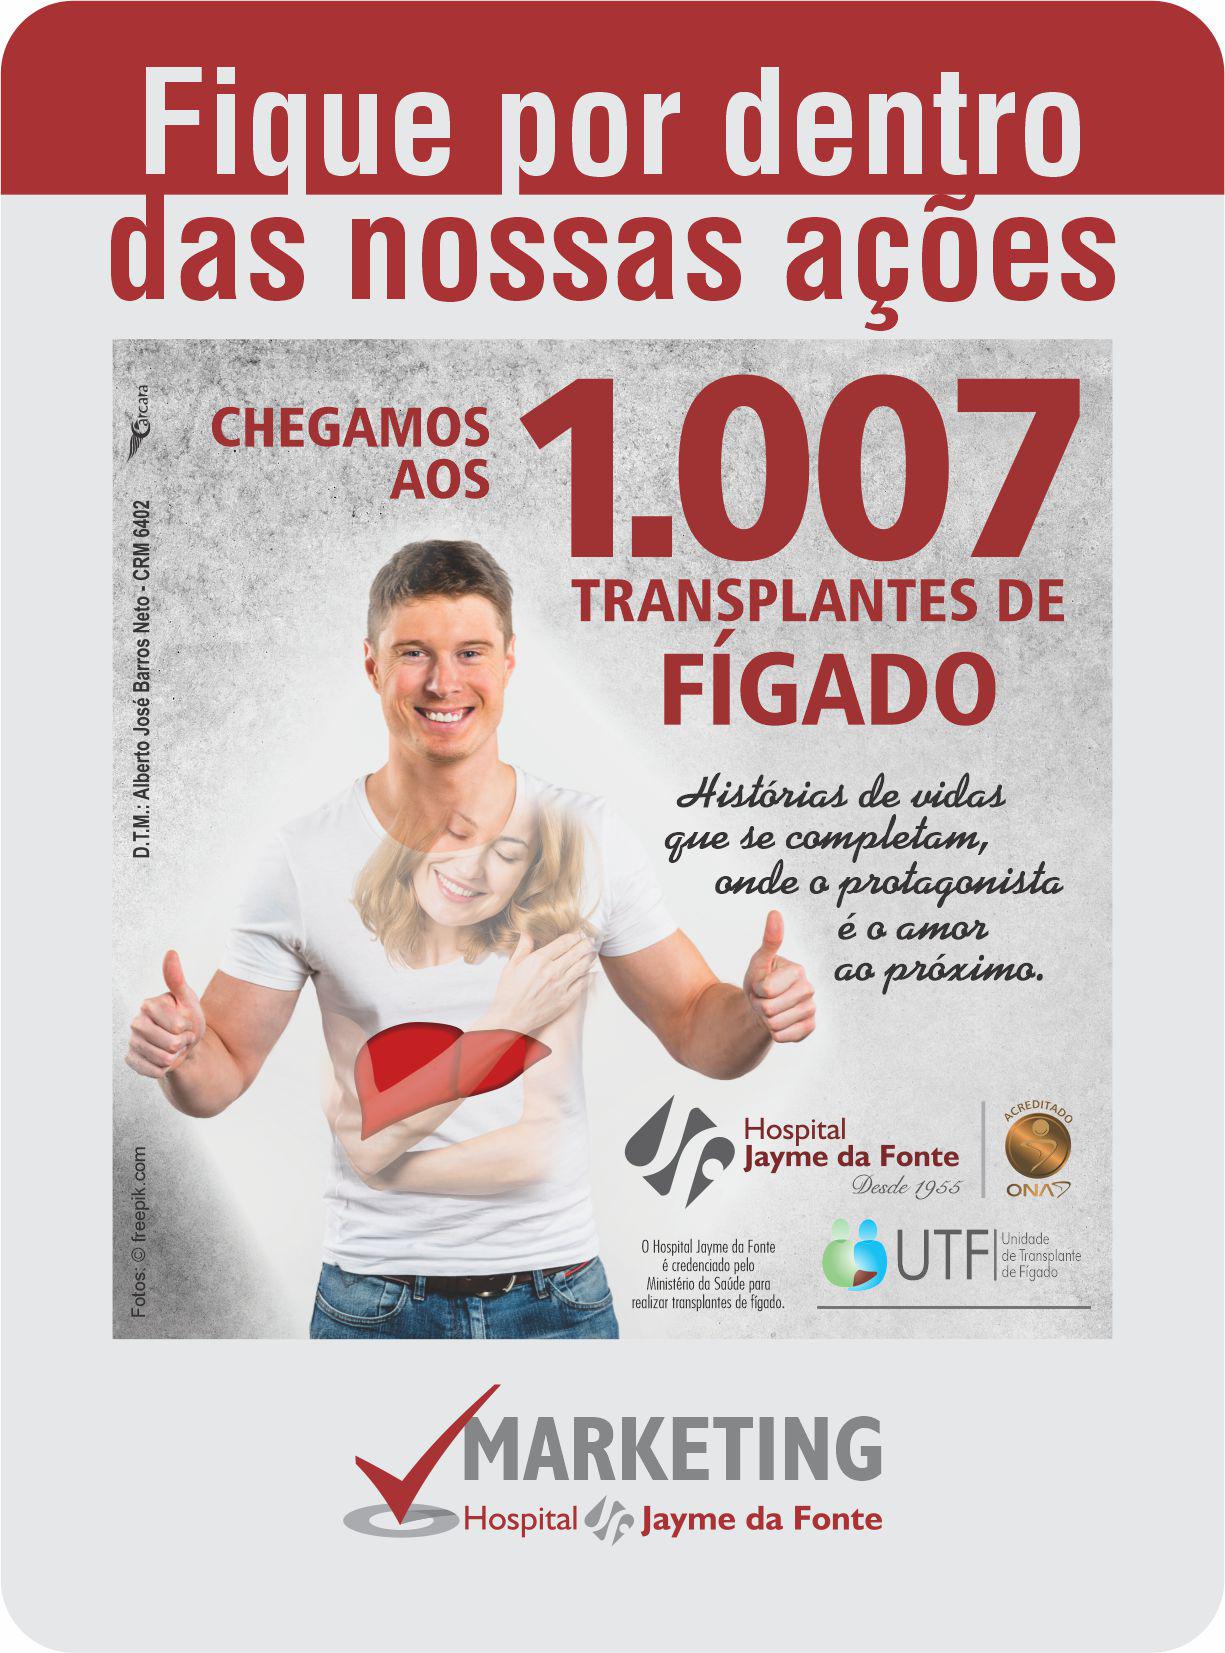 Fique por dentro
das nossas ações
CHEGAMOS
AOS
1.007
TRANSPLANTES DE
FÍGADO
Histórias de vidas
que se completam,
onde o protagonista
é o amor
ao próximo.
Carcara
D.T.M.: Alberto José Barros Neto - CRM 6402
Fotos: © freepik.com
Hospital
Jayme da Fonte
Desde 1955
ACREDITADO
ONA
O Hospital Jayme da Fonte
é credenciado pelo
Ministério da Saúde para
realizar transplantes de fígado.
UTF
Unidade
de Transplante
de Fígado
MARKETING
Hospital Jayme da Fonte